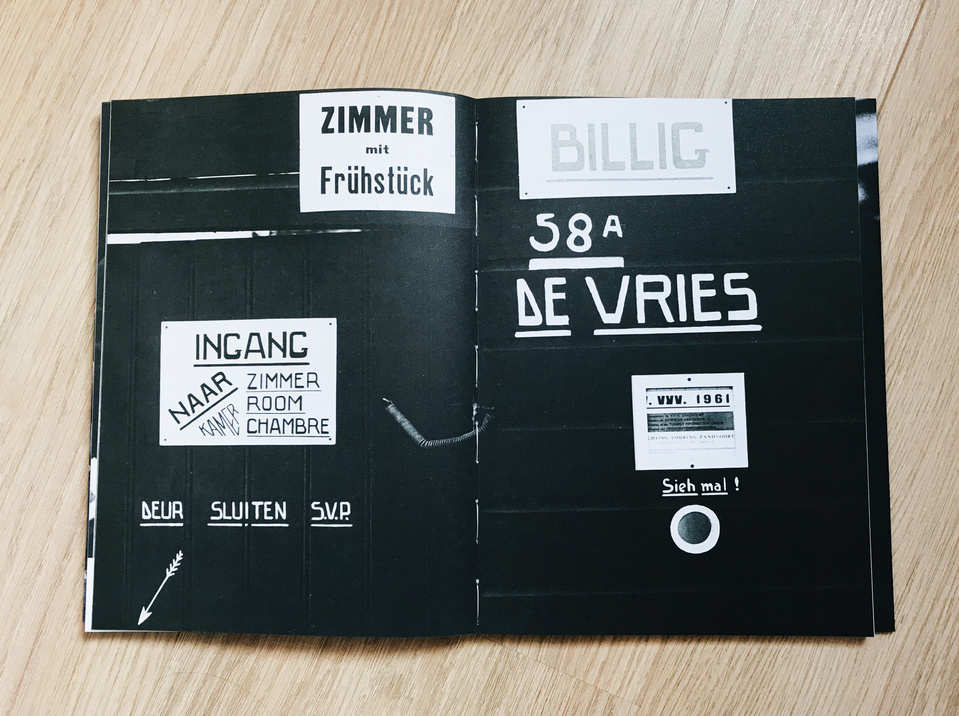 ZIMMER
mit
Frühstück
INGANG
NAAR
KAMER
ZIMMER
ROOM
CHAMBRE
DEUR SLUITEN S.V.P.
BILLIG
58A
DE VRIES
. VVV. 1961
ZANDVOORT
Sieh mal !